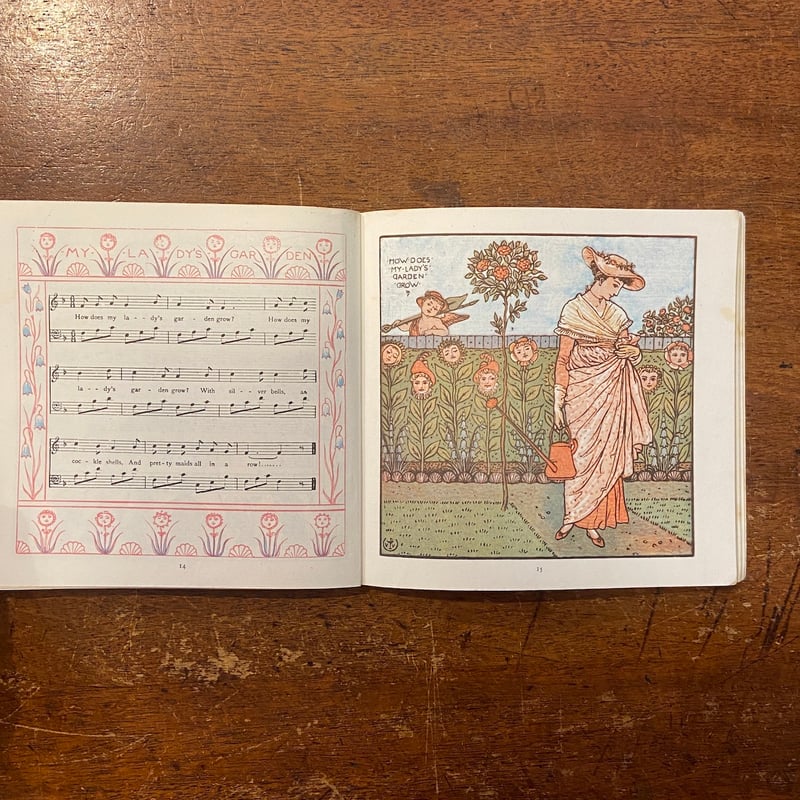 MY·LADY'S GARDEN
How does my la - - dy's gar - den grow? How does my
la - - dy's gar - den grow? With sil - ver bells, as
coc - kle shells, And pret - ty maids all in a row!.......
14
HOW DOES
MY·LADY'S·
GARDEN
GROW·
?
15